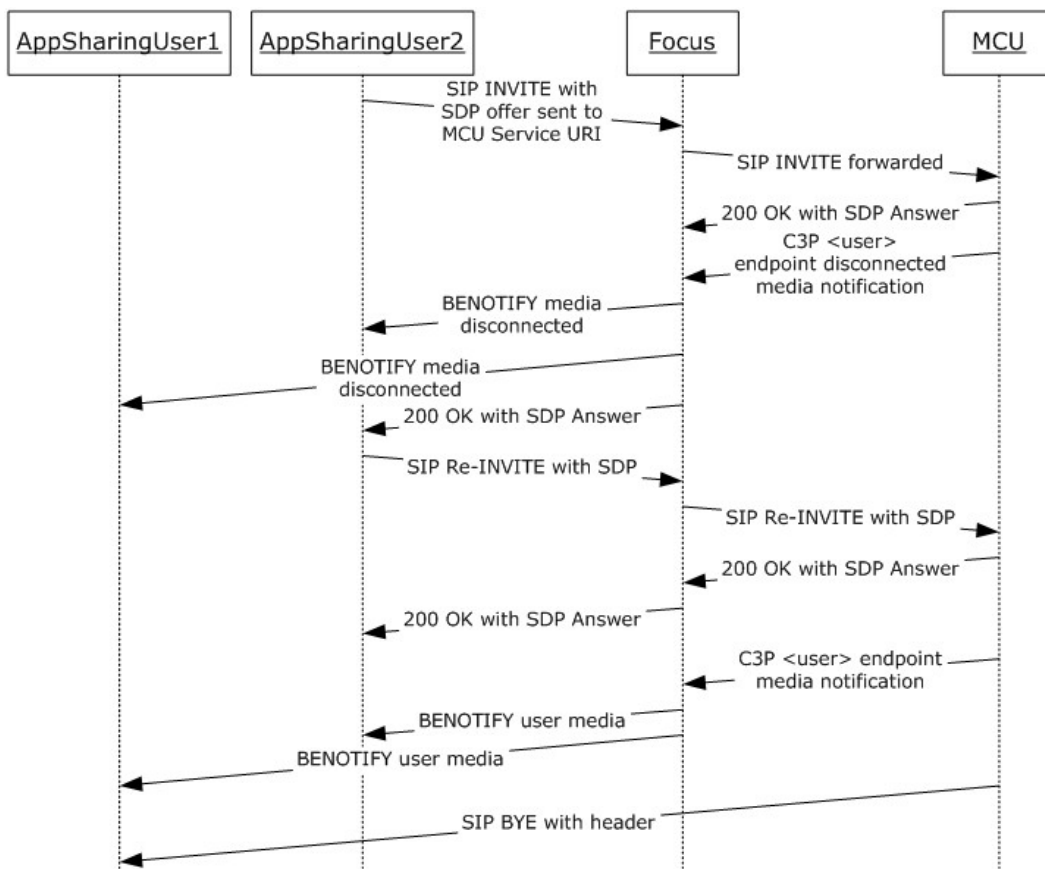 AppSharingUser1
AppSharingUser2
Focus
MCU
SIP INVITE with
SDP offer sent to
MCU Service URI
SIP INVITE forwarded
200 OK with SDP Answer
C3P <user>
endpoint disconnected
media notification
BENOTIFY media
disconnected
BENOTIFY media
disconnected
200 OK with SDP Answer
SIP Re-INVITE with SDP
SIP Re-INVITE with SDP
200 OK with SDP Answer
200 OK with SDP Answer
C3P <user> endpoint
media notification
BENOTIFY user media
BENOTIFY user media
SIP BYE with header